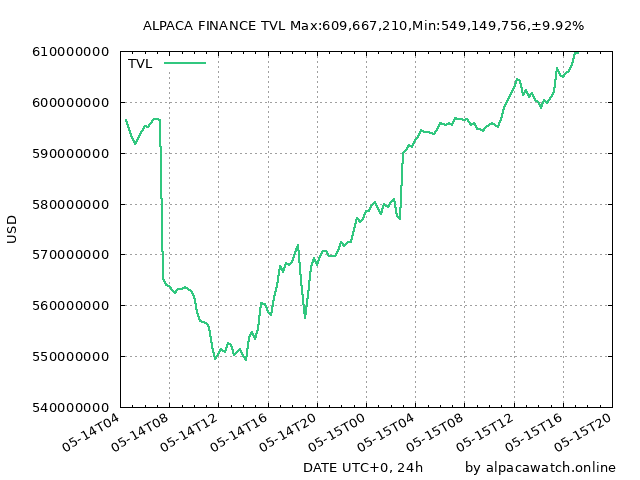 ALPACA FINANCE TVL Max:609,667,210,Min:549,149,756,±9.92%
TVL
610000000
600000000
590000000
580000000
570000000
560000000
550000000
540000000
USD
05-14T04
05-14T08
05-14T12
05-14T16
05-14T20
05-15T00
05-15T04
05-15T08
05-15T12
05-15T16
05-15T20
DATE UTC+0, 24h
by alpacawatch.online